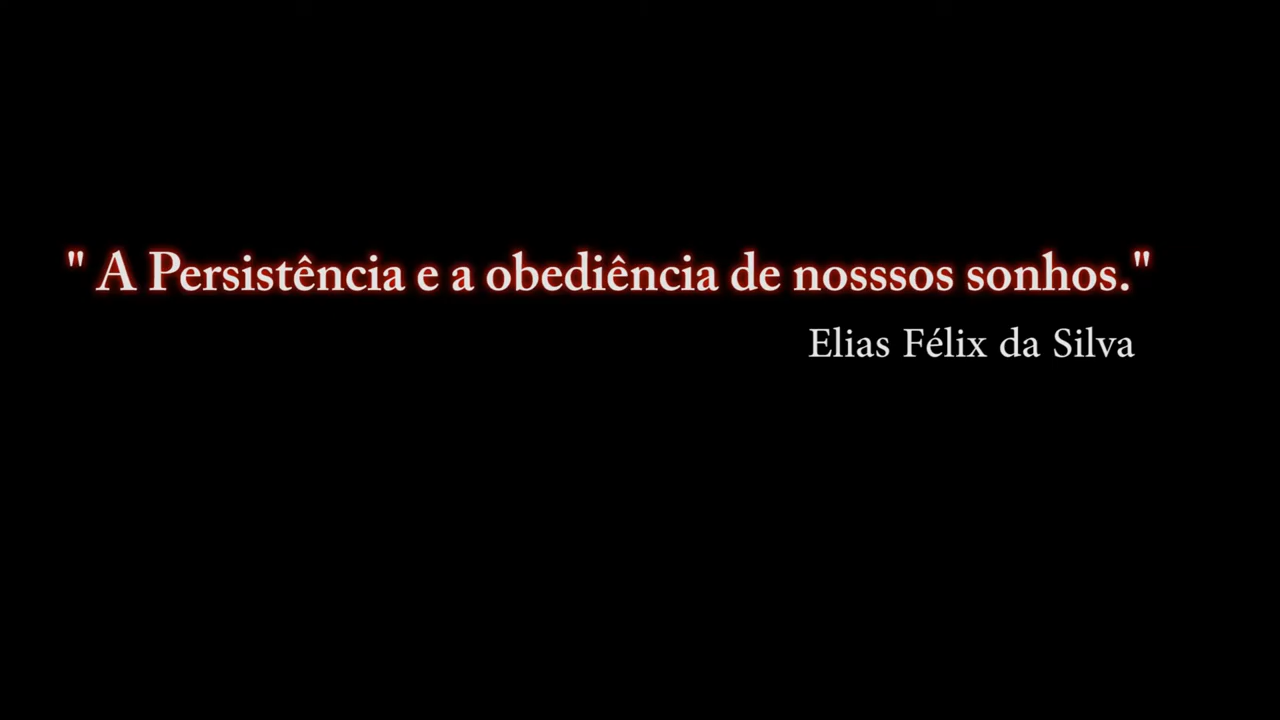 " A Persistência e a obediência de nosssos sonhos."
Elias Félix da Silva